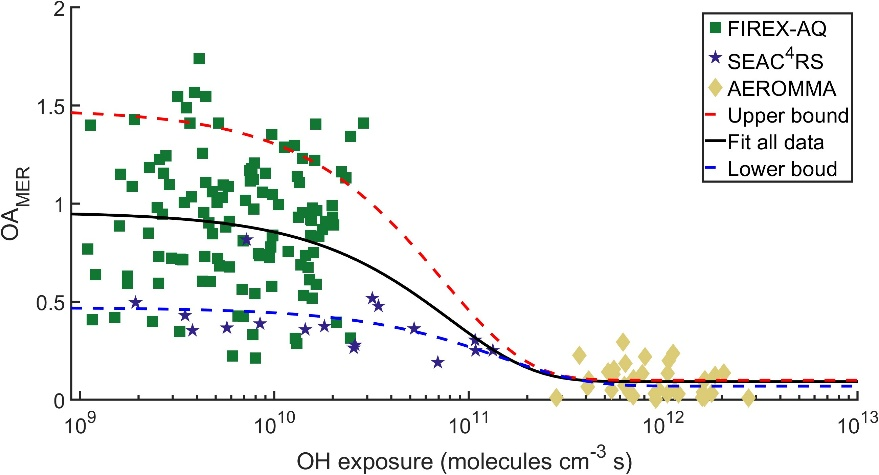 2
1.5
1
0.5
0
OA_MER
10^9
10^10
10^11
10^12
10^13
OH exposure (molecules cm^-3 s)
FIREX-AQ
SEAC^4RS
AEROMMA
Upper bound
Fit all data
Lower boud